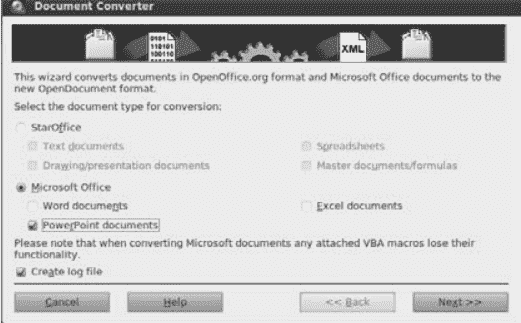 Document Converter
0101
110101
100101
XML
This wizard converts documents in OpenOffice.org format and Microsoft Office documents to the
new OpenDocument format.
Select the document type for conversion:
StarOffice
Text documents
Spreadsheets
Drawing/presentation documents
Master documents/formulas
Microsoft Office
Word documents
Excel documents
PowerPoint documents
Please note that when converting Microsoft documents any attached VBA macros lose their
functionality.
Create log file
Cancel
Help
<< Back
Next >>